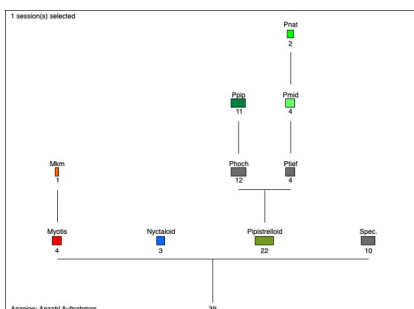 1 session(s) selected
Pnat
2
Ppip
Pmid
11
4
Mkm
Phoch
Ptief
1
12
4
Myotis
Nyctaloid
Pipistrelloid
Spec.
4
3
22
10
Anzeige: Anzahl Aufnahmen
39